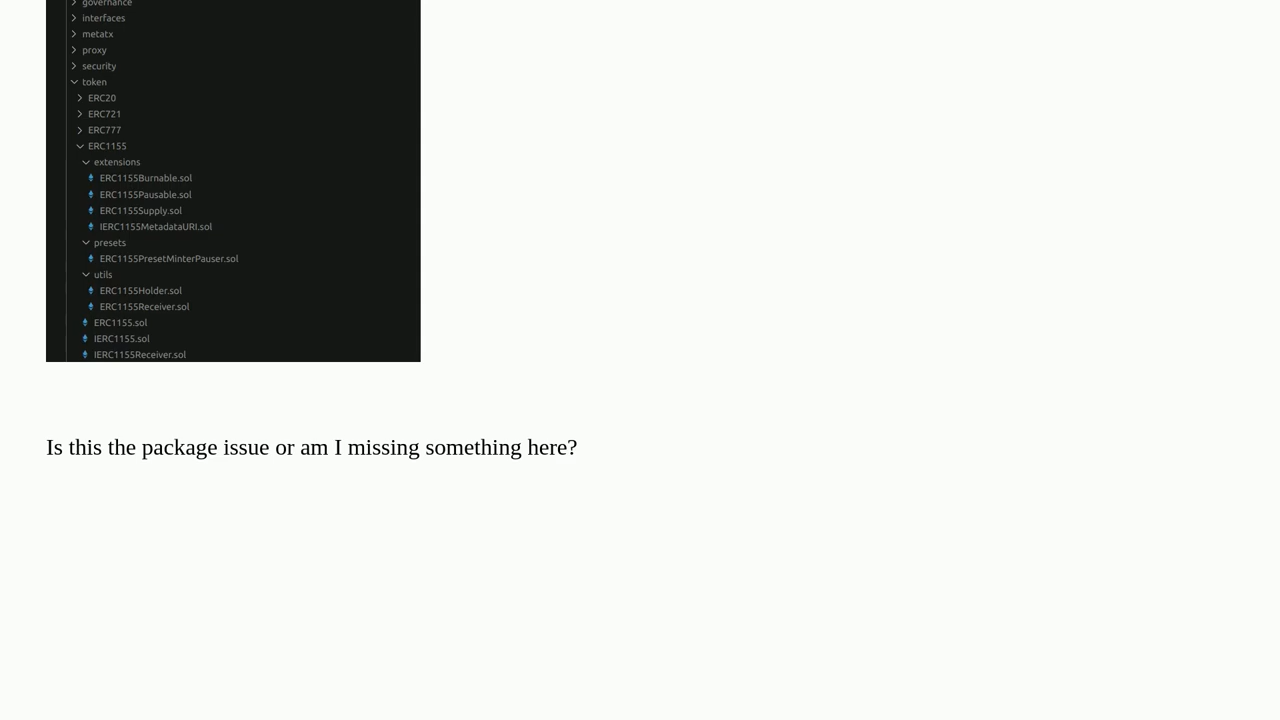 governance
interfaces
metatx
proxy
security
token
ERC20
ERC721
ERC777
ERC1155
extensions
ERC1155Burnable.sol
ERC1155Pausable.sol
ERC1155Supply.sol
IERC1155MetadataURI.sol
presets
ERC1155PresetMinterPauser.sol
utils
ERC1155Holder.sol
ERC1155Receiver.sol
ERC1155.sol
IERC1155.sol
IERC1155Receiver.sol
Is this the package issue or am I missing something here?